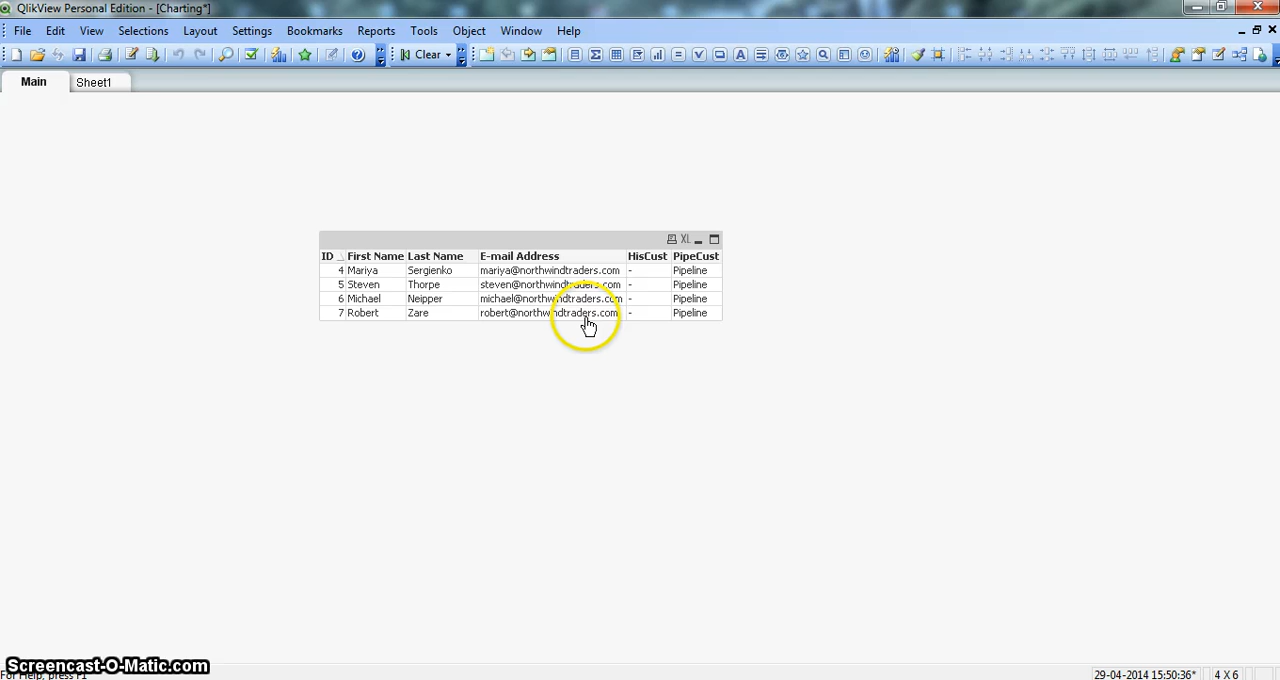 QlikView Personal Edition - [Charting*]
File Edit View Selections Layout Settings Bookmarks Reports Tools Object Window Help
Clear
Main Sheet1
XL
ID First Name Last Name E-mail Address HisCust PipeCust
4 Mariya Sergienko mariya@northwindtraders.com - Pipeline
5 Steven Thorpe steven@northwindtraders.com - Pipeline
6 Michael Neipper michael@northwindtraders.com - Pipeline
7 Robert Zare robert@northwindtraders.com - Pipeline
Screencast-O-Matic.com
For Help, press F1 29-04-2014 15:50:36* 4 X 6